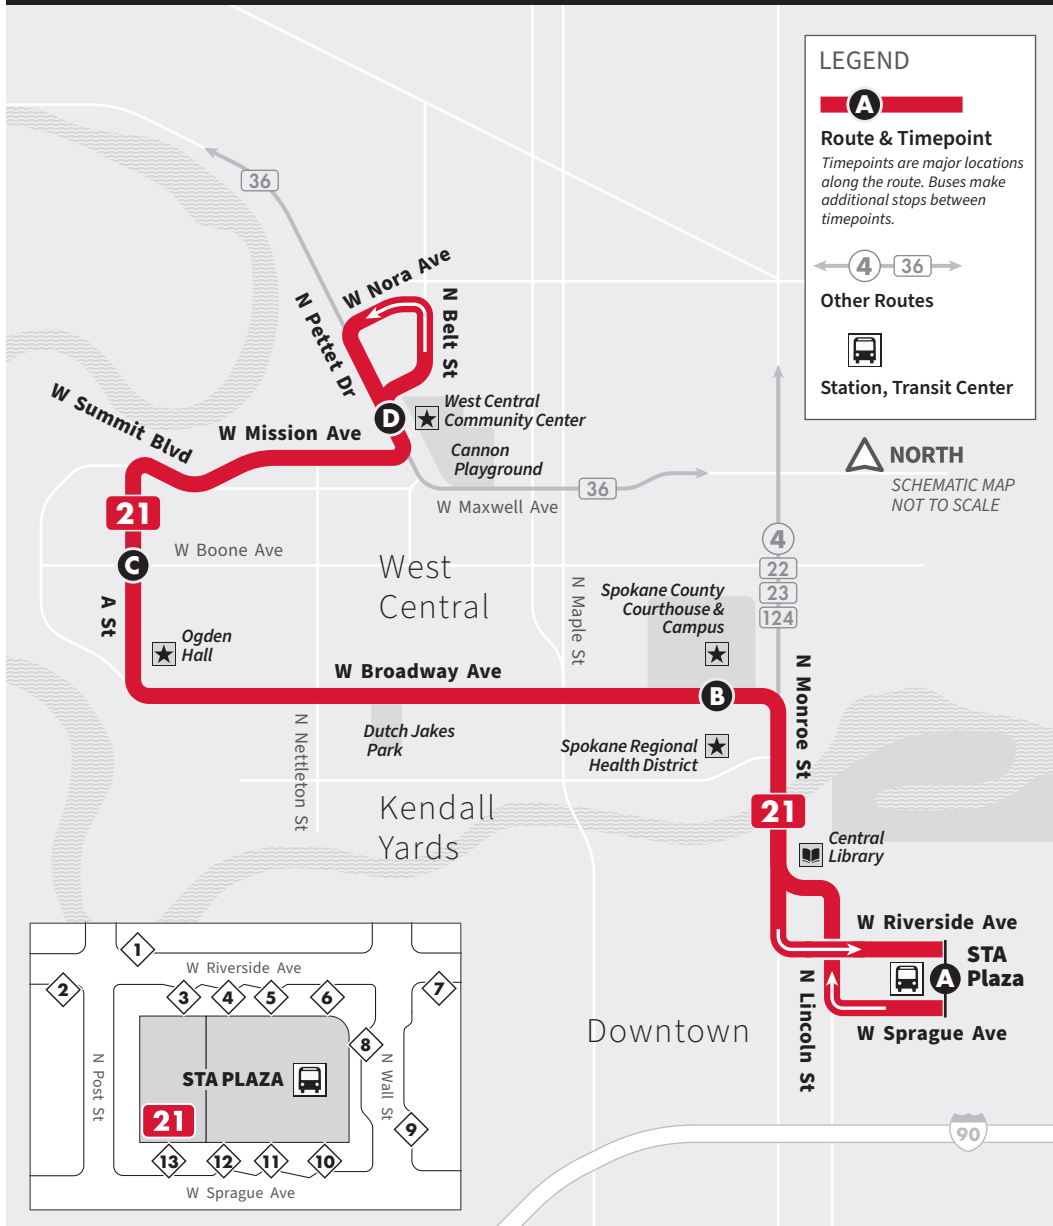 LEGEND
A
Route & Timepoint
Timepoints are major locations
along the route. Buses make
additional stops between
timepoints.
4
36
Other Routes
Station, Transit Center
NORTH
SCHEMATIC MAP
NOT TO SCALE
36
W Nora Ave
N Belt St
N Pettet Dr
D
West Central
Community Center
W Summit Blvd
W Mission Ave
Cannon
Playground
36
W Maxwell Ave
21
W Boone Ave
C
West
Central
4
22
23
124
A St
N Maple St
Spokane County
Courthouse &
Campus
Ogden
Hall
W Broadway Ave
B
N Monroe St
N Nettleton St
Dutch Jakes
Park
Spokane Regional
Health District
Kendall
Yards
21
Central
Library
W Riverside Ave
STA
Plaza
A
N Lincoln St
W Sprague Ave
Downtown
90
1
W Riverside Ave
2
3
4
5
6
7
8
N Post St
STA PLAZA
N Wall St
21
9
13
12
11
10
W Sprague Ave